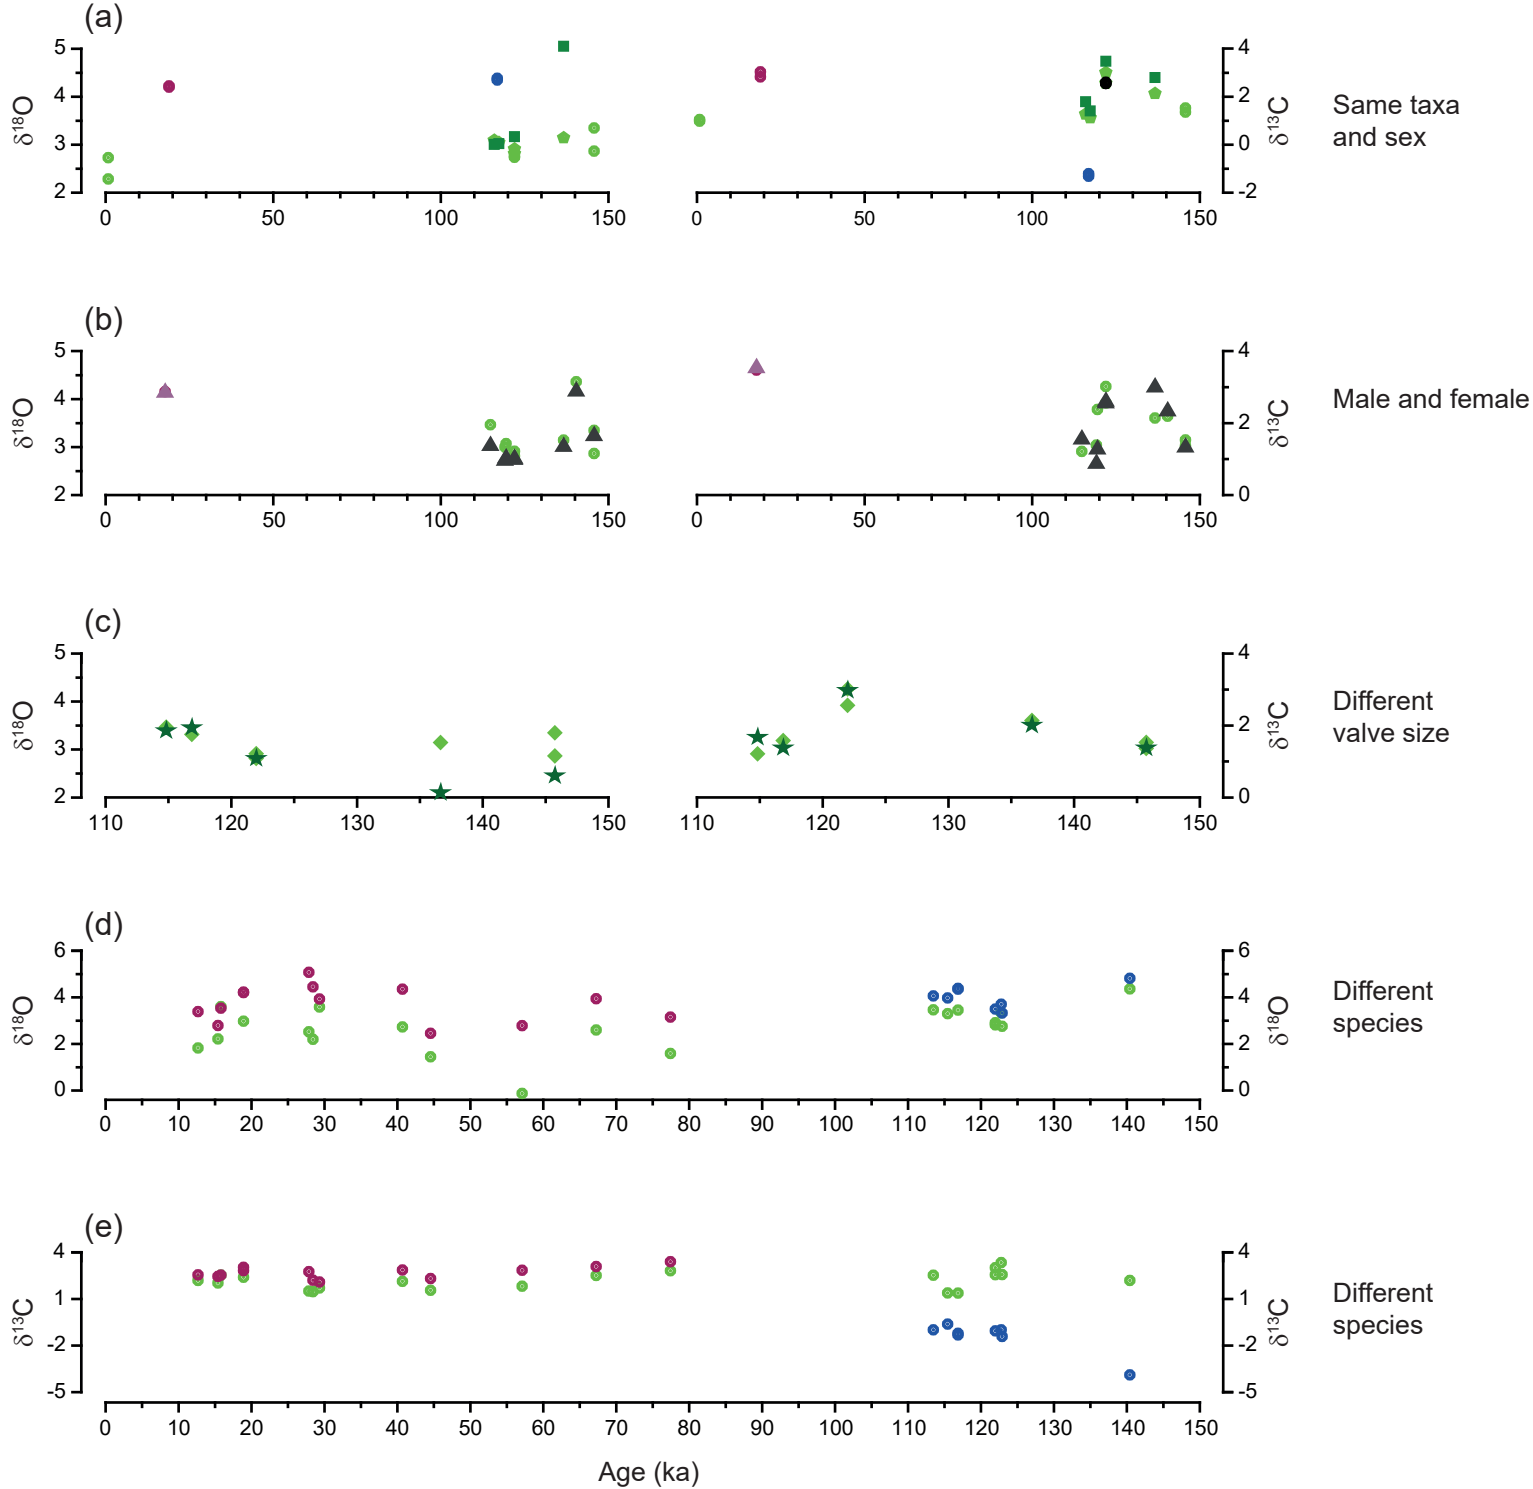 (a)
5
4
3
2
δ18O
0
50
100
150
0
50
100
150
4
2
0
-2
δ13C
Same taxa
and sex
(b)
5
4
3
2
δ18O
0
50
100
150
0
50
100
150
4
2
0
δ13C
Male and female
(c)
5
4
3
2
δ18O
110
120
130
140
150
110
120
130
140
150
4
2
0
δ13C
Different
valve size
(d)
6
4
2
0
δ18O
0 10 20 30 40 50 60 70 80 90 100 110 120 130 140 150
6
4
2
0
δ18O
Different
species
(e)
4
1
-2
-5
δ13C
0 10 20 30 40 50 60 70 80 90 100 110 120 130 140 150
4
1
-2
-5
δ13C
Different
species
Age (ka)